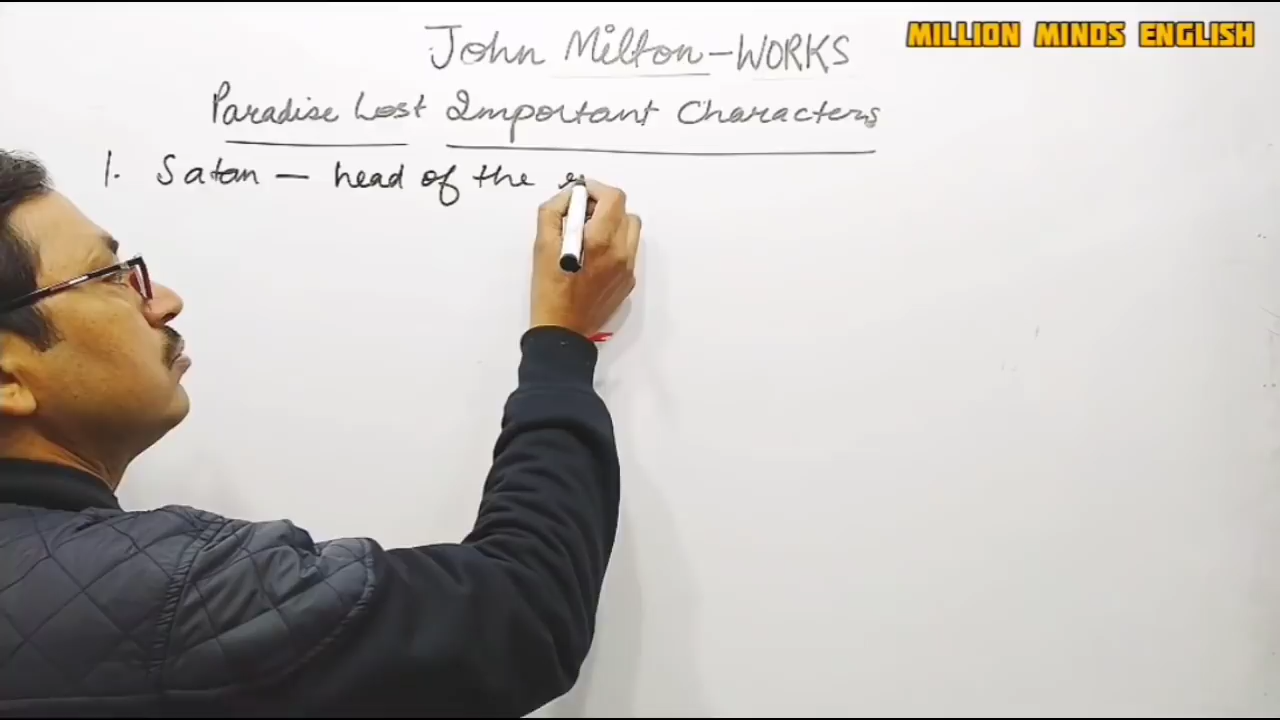 MILLION MINDS ENGLISH
John Milton-WORKS
Paradise Lost Important Characters
1. Satan — head of the